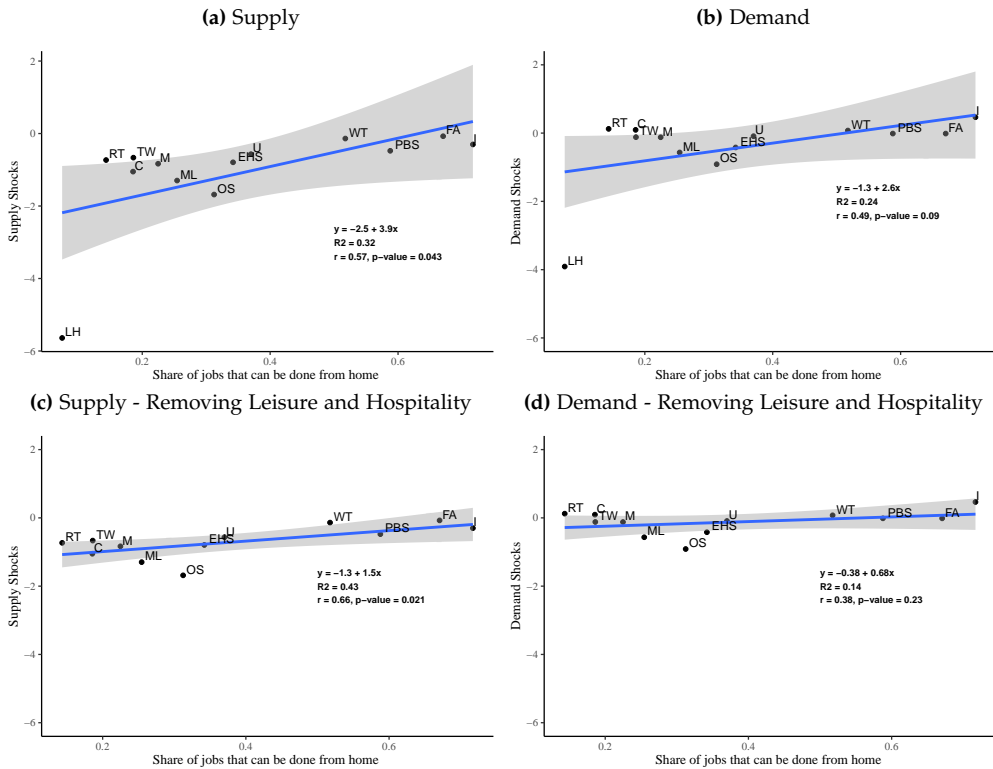 (a) Supply
2
0
−2
−4
−6
Supply Shocks
RT
TW
C
M
ML
OS
EHS
U
WT
PBS
FA
I
LH
y = −2.5 + 3.9x
R2 = 0.32
r = 0.57, p−value = 0.043
0.2
0.4
0.6
Share of jobs that can be done from home
(b) Demand
2
0
−2
−4
−6
Demand Shocks
RT
C
TW
M
ML
OS
EHS
U
WT
PBS
FA
I
LH
y = −1.3 + 2.6x
R2 = 0.24
r = 0.49, p−value = 0.09
0.2
0.4
0.6
Share of jobs that can be done from home
(c) Supply - Removing Leisure and Hospitality
2
0
−2
−4
−6
Supply Shocks
RT
TW
C
M
ML
OS
EHS
U
WT
PBS
FA
I
y = −1.3 + 1.5x
R2 = 0.43
r = 0.66, p−value = 0.021
0.2
0.4
0.6
Share of jobs that can be done from home
(d) Demand - Removing Leisure and Hospitality
2
0
−2
−4
−6
Demand Shocks
RT
C
TW
M
ML
OS
EHS
U
WT
PBS
FA
I
y = −0.38 + 0.68x
R2 = 0.14
r = 0.38, p−value = 0.23
0.2
0.4
0.6
Share of jobs that can be done from home